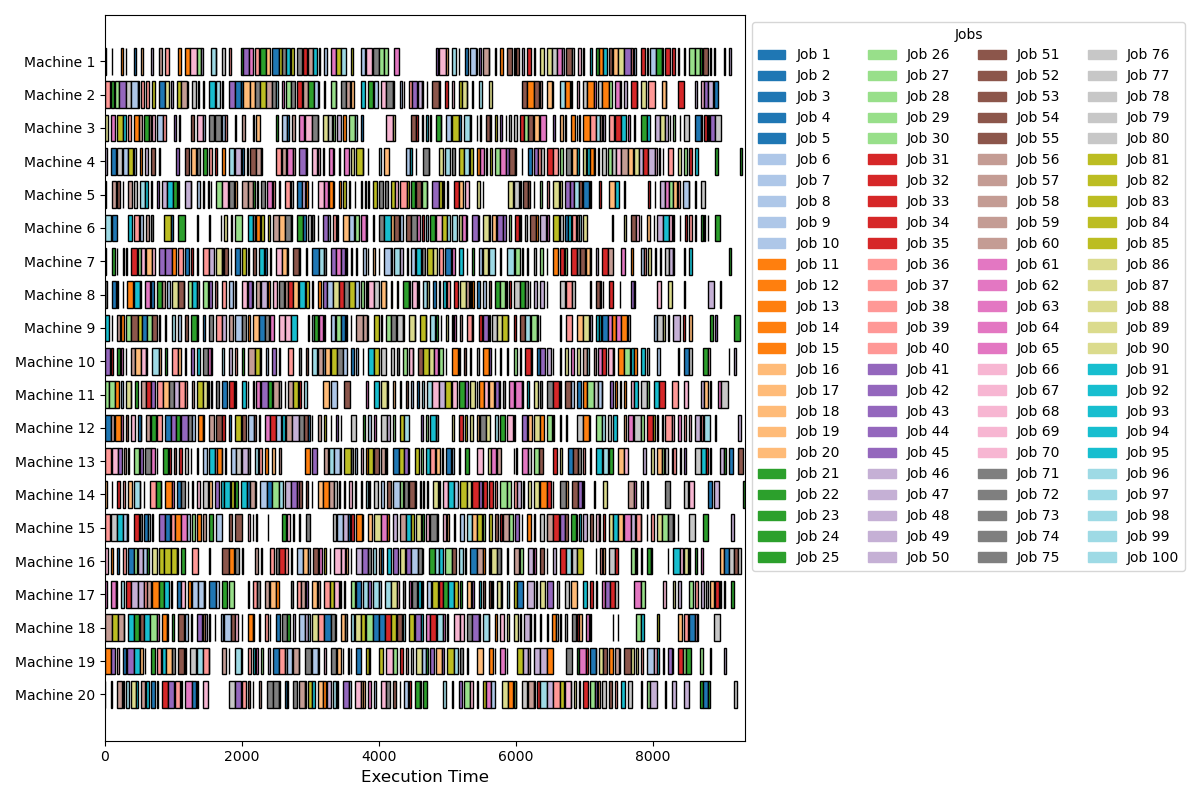 Jobs
Machine 1
Machine 2
Machine 3
Machine 4
Machine 5
Machine 6
Machine 7
Machine 8
Machine 9
Machine 10
Machine 11
Machine 12
Machine 13
Machine 14
Machine 15
Machine 16
Machine 17
Machine 18
Machine 19
Machine 20
0 2000 4000 6000 8000
Execution Time
Job 1 Job 26 Job 51 Job 76
Job 2 Job 27 Job 52 Job 77
Job 3 Job 28 Job 53 Job 78
Job 4 Job 29 Job 54 Job 79
Job 5 Job 30 Job 55 Job 80
Job 6 Job 31 Job 56 Job 81
Job 7 Job 32 Job 57 Job 82
Job 8 Job 33 Job 58 Job 83
Job 9 Job 34 Job 59 Job 84
Job 10 Job 35 Job 60 Job 85
Job 11 Job 36 Job 61 Job 86
Job 12 Job 37 Job 62 Job 87
Job 13 Job 38 Job 63 Job 88
Job 14 Job 39 Job 64 Job 89
Job 15 Job 40 Job 65 Job 90
Job 16 Job 41 Job 66 Job 91
Job 17 Job 42 Job 67 Job 92
Job 18 Job 43 Job 68 Job 93
Job 19 Job 44 Job 69 Job 94
Job 20 Job 45 Job 70 Job 95
Job 21 Job 46 Job 71 Job 96
Job 22 Job 47 Job 72 Job 97
Job 23 Job 48 Job 73 Job 98
Job 24 Job 49 Job 74 Job 99
Job 25 Job 50 Job 75 Job 100